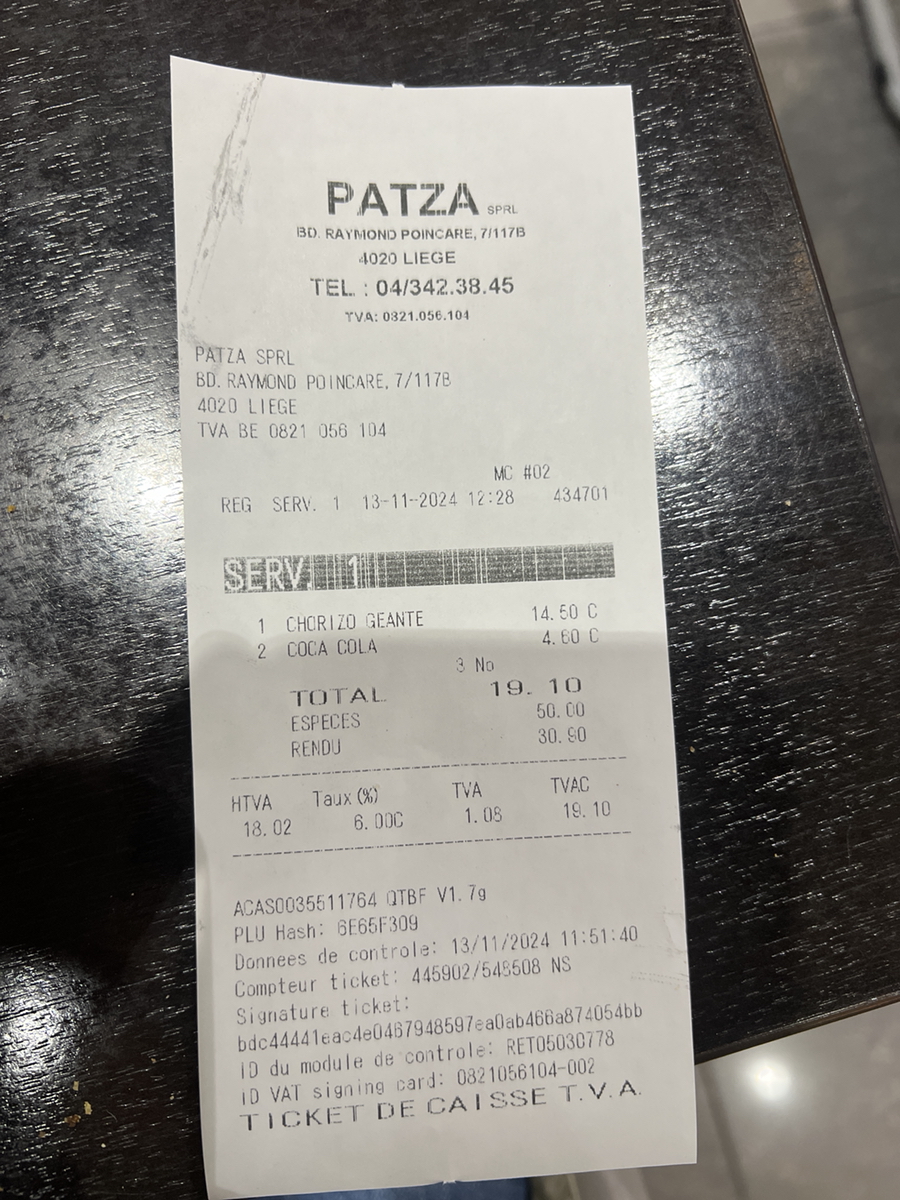 PATZA SPRL
BD. RAYMOND POINCARE, 7/117B
4020 LIEGE
TEL. : 04/342.38.45
TVA: 0821.056.104
PATZA SPRL
BD. RAYMOND POINCARE, 7/117B
4020 LIEGE
TVA BE 0821 056 104
MC #02
REG SERV. 1 13-11-2024 12:28 434701
SERV. 1
1 CHORIZO GEANTE 14.50 C
2 COCA COLA 4.60 C
3 No
TOTAL 19.10
ESPECES 50.00
RENDU 30.90
HTVA Taux (%) TVA TVAC
18.02 6.00C 1.08 19.10
ACAS0035511764 QTBF V1.7g
PLU Hash: 6E65F309
Donnees de controle: 13/11/2024 11:51:40
Compteur ticket: 445902/548508 NS
Signature ticket:
bdc44441eac4e0467948597ea0ab466a874054bb
ID du module de controle: RET05030778
ID VAT signing card: 0821056104-002
TICKET DE CAISSE T.V.A.